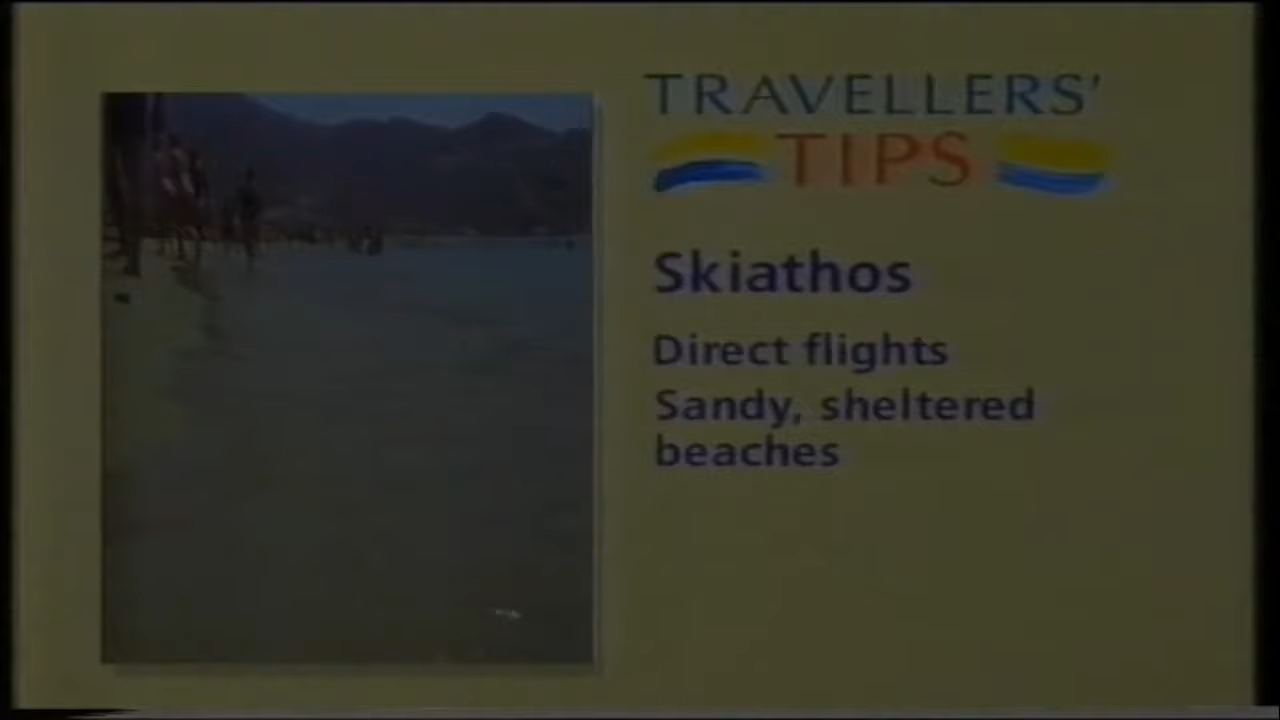 TRAVELLERS'
TIPS
Skiathos
Direct flights
Sandy, sheltered
beaches